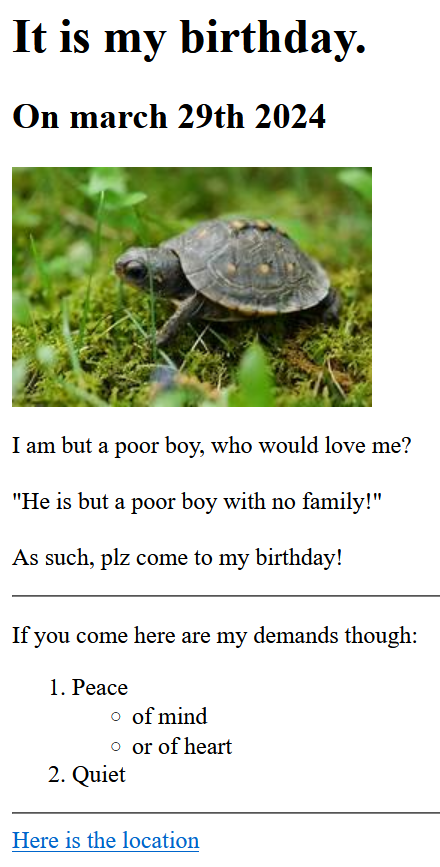 It is my birthday.
On march 29th 2024
I am but a poor boy, who would love me?
"He is but a poor boy with no family!"
As such, plz come to my birthday!
If you come here are my demands though:
1. Peace
○ of mind
○ or of heart
2. Quiet
Here is the location